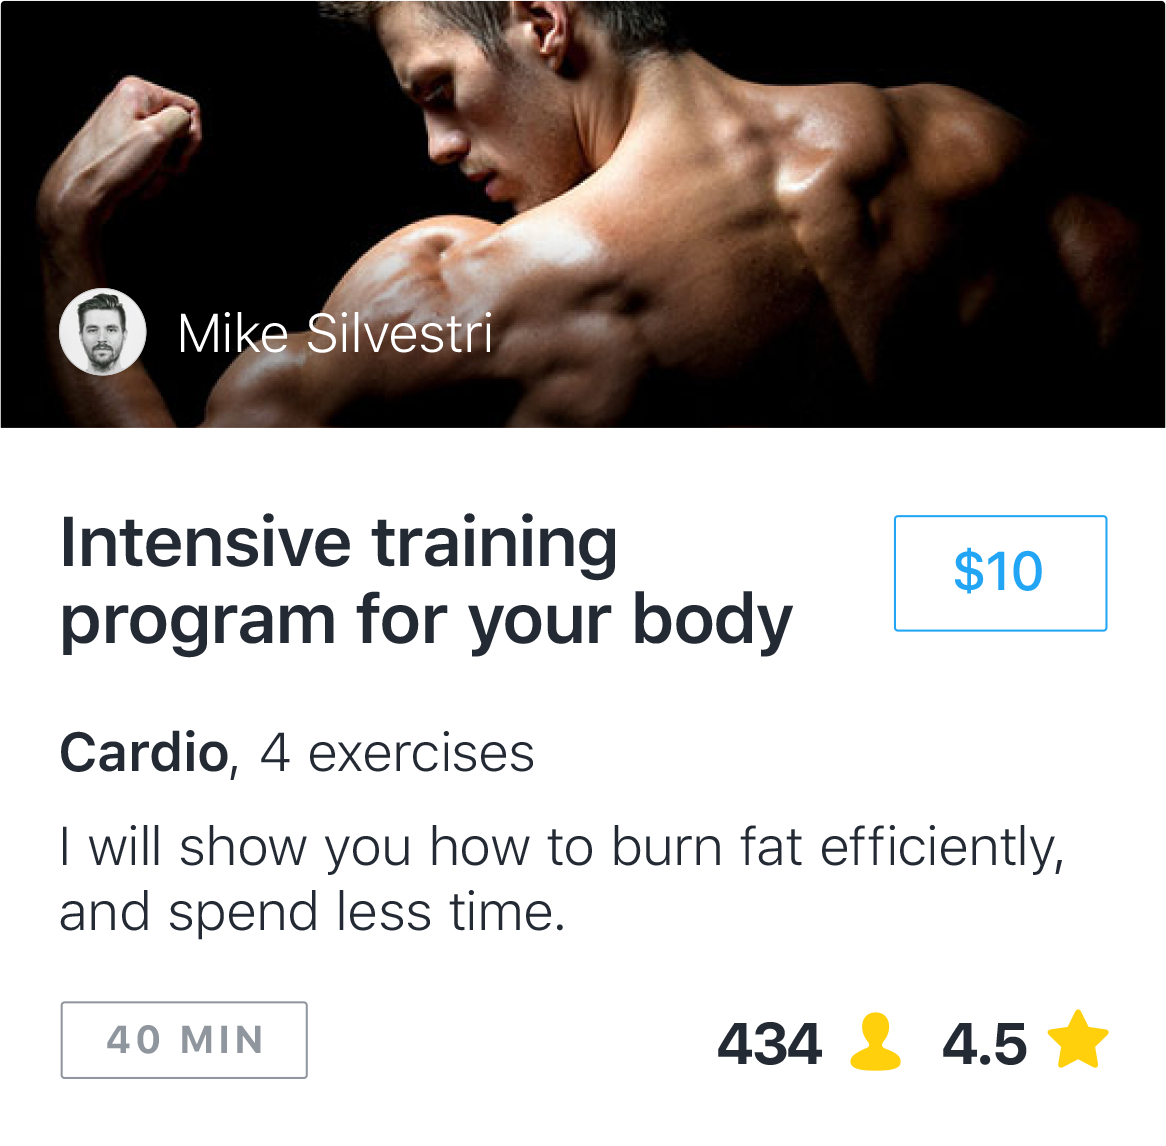 Mike Silvestri
Intensive training
program for your body
$10
Cardio, 4 exercises
I will show you how to burn fat efficiently,
and spend less time.
40 MIN
434 4.5